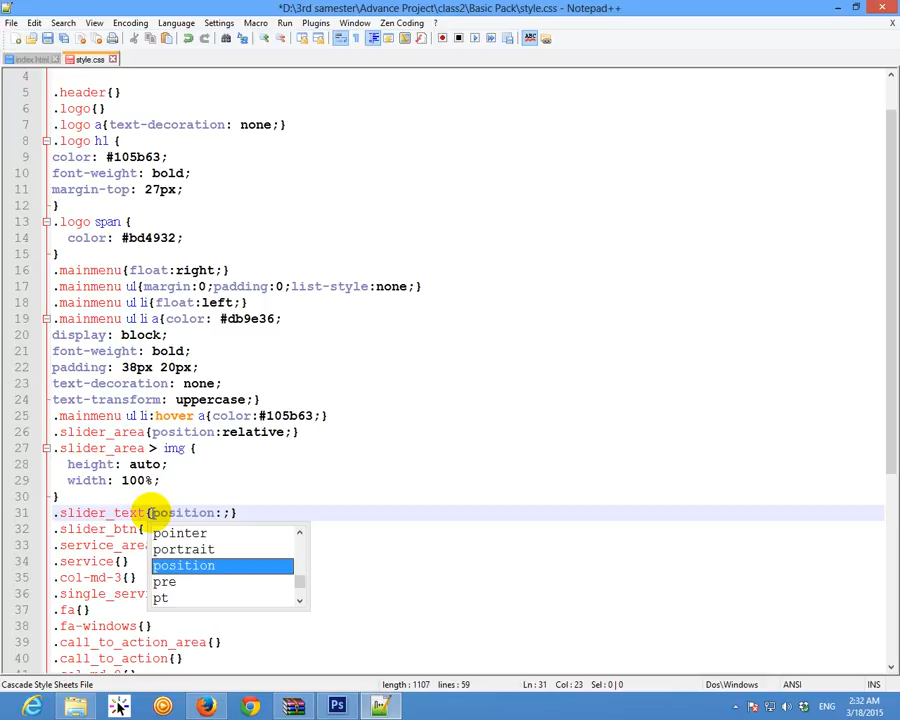 *D:\3rd samester\Advance Project\class2\Basic Pack\style.css - Notepad++
File Edit Search View Encoding Language Settings Macro Run Plugins Window Zen Coding ? X
index.html style.css
4
5 .header{}
6 .logo{}
7 .logo a{text-decoration: none;}
8 .logo h1 {
9 color: #105b63;
10 font-weight: bold;
11 margin-top: 27px;
12 }
13 .logo span {
14 color: #bd4932;
15 }
16 .mainmenu{float:right;}
17 .mainmenu ul{margin:0;padding:0;list-style:none;}
18 .mainmenu ul li{float:left;}
19 .mainmenu ul li a{color: #db9e36;
20 display: block;
21 font-weight: bold;
22 padding: 38px 20px;
23 text-decoration: none;
24 text-transform: uppercase;}
25 .mainmenu ul li:hover a{color:#105b63;}
26 .slider_area{position:relative;}
27 .slider_area > img {
28 height: auto;
29 width: 100%;
30 }
31 .slider_text{position:;}
32 .slider_btn{
pointer
33 .service_are
portrait
34 .service{}
position
35 .col-md-3{}
pre
36 .single_servi
pt
37 .fa{}
38 .fa-windows{}
39 .call_to_action_area{}
40 .call_to_action{}
Cascade Style Sheets File length : 1107 lines : 59 Ln : 31 Col : 23 Sel : 0 | 0 Dos\Windows ANSI INS
Ps ENG 2:32 AM
3/18/2015